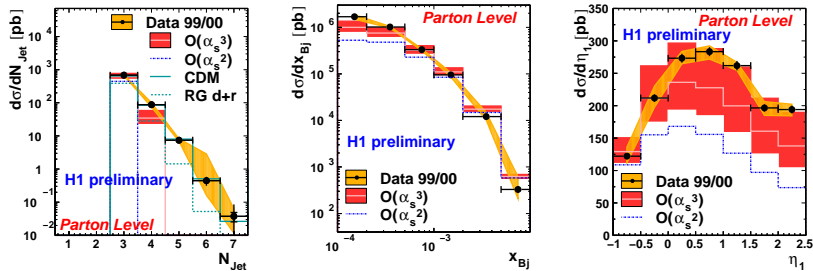 dσ/dN_Jet [pb]
10^4
10^3
10^2
10
1
10^-1
10^-2
Data 99/00
O(α_s^3)
O(α_s^2)
CDM
RG d+r
H1 preliminary
Parton Level
1 2 3 4 5 6 7
N_Jet
dσ/dx_Bj [pb]
10^6
10^5
10^4
10^3
10^2
Parton Level
H1 preliminary
Data 99/00
O(α_s^3)
O(α_s^2)
10^-4 10^-3
x_Bj
dσ/dη_1, [pb]
350
300
250
200
150
100
50
0
Parton Level
H1 preliminary
Data 99/00
O(α_s^3)
O(α_s^2)
-1 -0.5 0 0.5 1 1.5 2 2.5
η_1